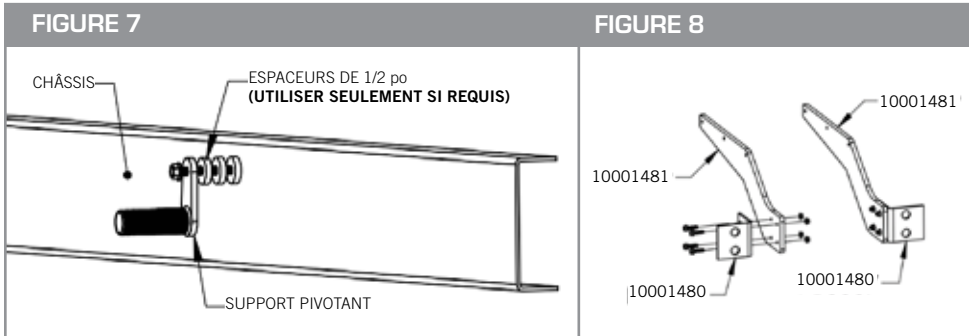 FIGURE 7
FIGURE 8
CHÂSSIS
ESPACEURS DE 1/2 po
(UTILISER SEULEMENT SI REQUIS)
SUPPORT PIVOTANT
10001481
10001481
10001480
10001480